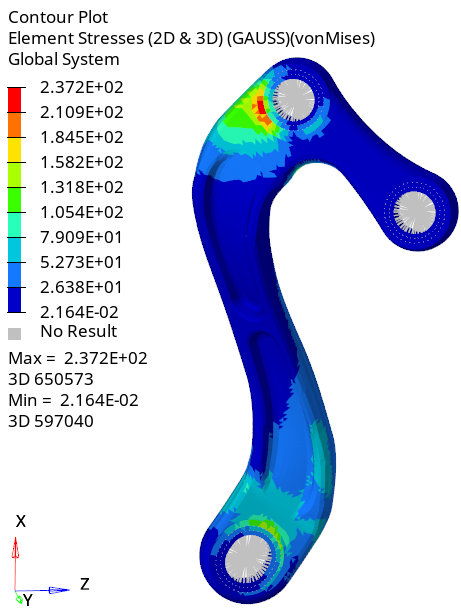 Contour Plot
Element Stresses (2D & 3D) (GAUSS)(vonMises)
Global System
2.372E+02
2.109E+02
1.845E+02
1.582E+02
1.318E+02
1.054E+02
7.909E+01
5.273E+01
2.638E+01
2.164E-02
No Result
Max = 2.372E+02
3D 650573
Min = 2.164E-02
3D 597040
X
Z
Y